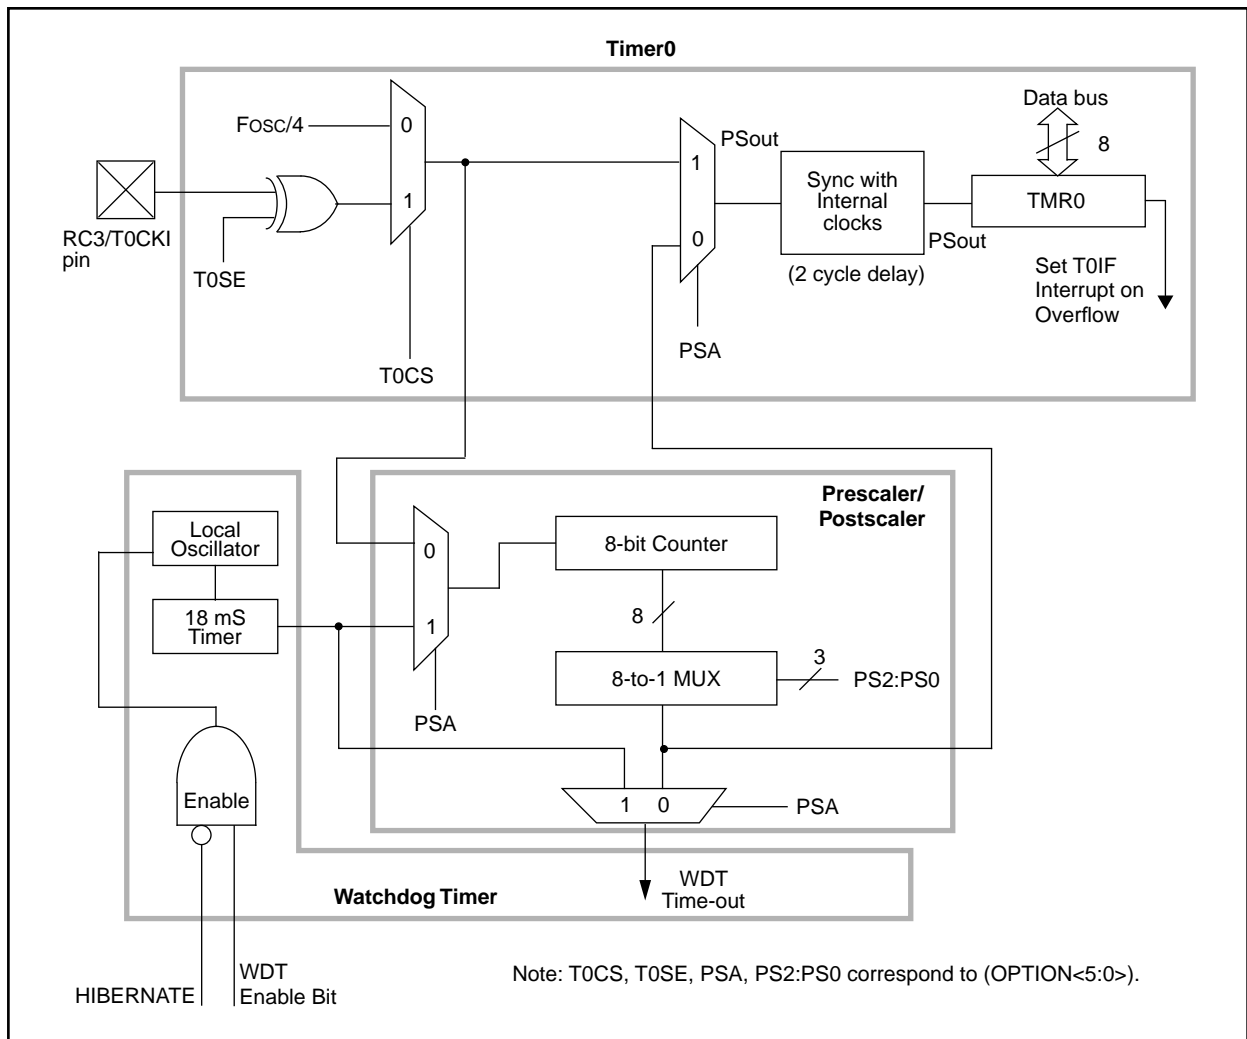 Timer0
Data bus
8
FOSC/4
0
1
RC3/T0CKI
pin
T0SE
T0CS
PSout
1
0
PSA
Sync with
Internal
clocks
(2 cycle delay)
PSout
TMR0
Set T0IF
Interrupt on
Overflow
Prescaler/
Postscaler
Local
Oscillator
18 mS
Timer
0
1
PSA
8-bit Counter
8
8-to-1 MUX
3
PS2:PS0
1 0
PSA
Enable
Watchdog Timer
WDT
Time-out
HIBERNATE
WDT
Enable Bit
Note: T0CS, T0SE, PSA, PS2:PS0 correspond to (OPTION<5:0>).